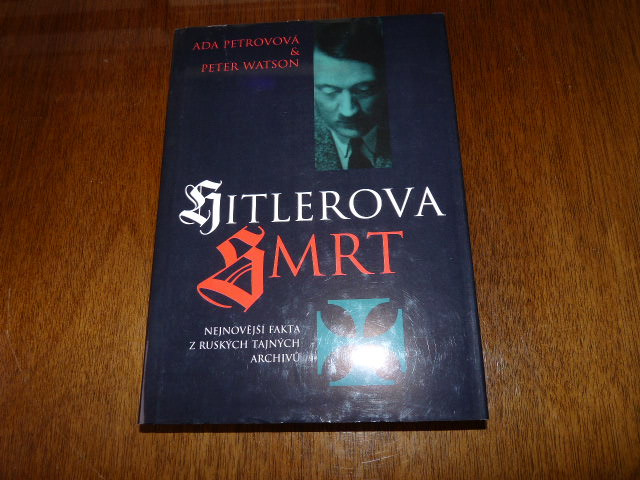 ADA PETROVOVÁ
&
PETER WATSON
HITLEROVA
SMRT
NEJNOVĚJŠÍ FAKTA
Z RUSKÝCH TAJNÝCH
ARCHIVŮ